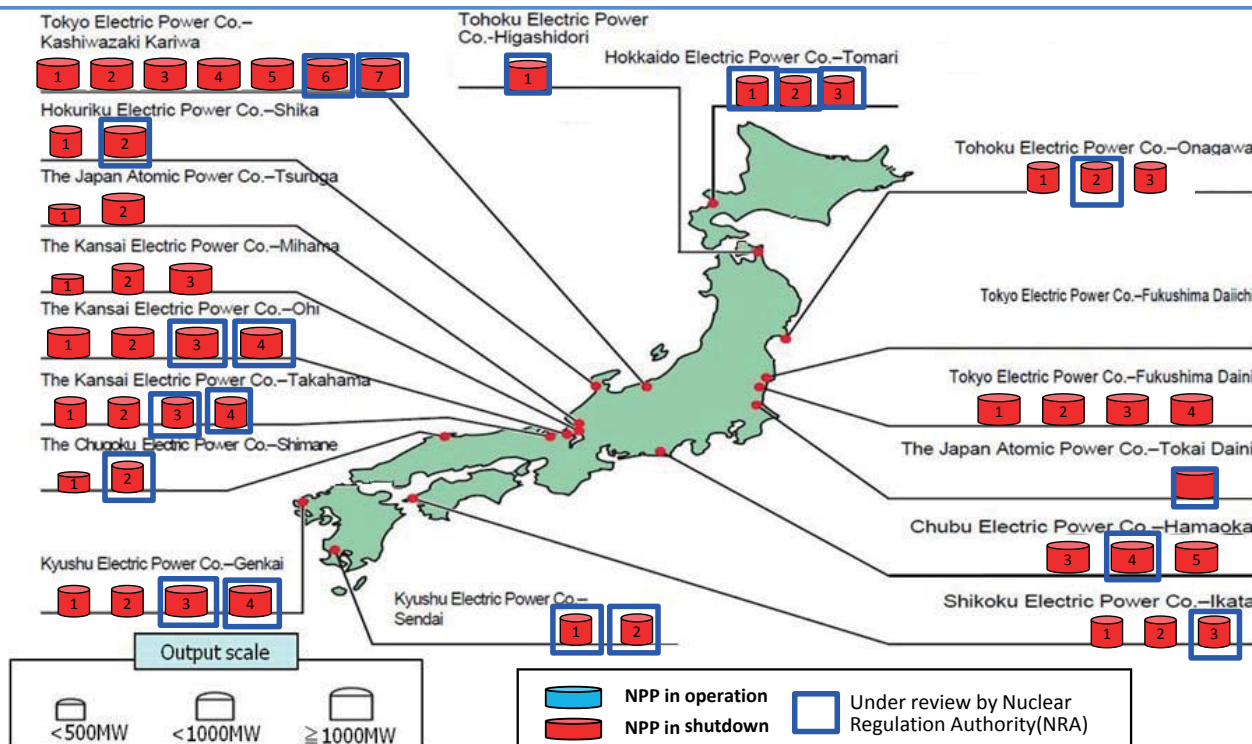 Tokyo Electric Power Co.–
Kashiwazaki Kariwa
1 2 3 4 5 6 7
Hokuriku Electric Power Co.–Shika
1 2
The Japan Atomic Power Co.–Tsuruga
1 2
The Kansai Electric Power Co.–Mihama
1 2 3
The Kansai Electric Power Co.–Ohi
1 2 3 4
The Kansai Electric Power Co.–Takahama
1 2 3 4
The Chugoku Electric Power Co.–Shimane
1 2
Kyushu Electric Power Co.–Genkai
1 2 3 4
Tohoku Electric Power
Co.-Higashidori
1
Hokkaido Electric Power Co.–Tomari
1 2 3
Tohoku Electric Power Co.–Onagawa
1 2 3
Tokyo Electric Power Co.–Fukushima Daiichi
Tokyo Electric Power Co.–Fukushima Daini
1 2 3 4
The Japan Atomic Power Co.–Tokai Daini
Chubu Electric Power Co.–Hamaoka
3 4 5
Shikoku Electric Power Co.–Ikata
1 2 3
Kyushu Electric Power Co.–
Sendai
1 2
Output scale
<500MW <1000MW ≧1000MW
NPP in operation
NPP in shutdown
Under review by Nuclear
Regulation Authority(NRA)